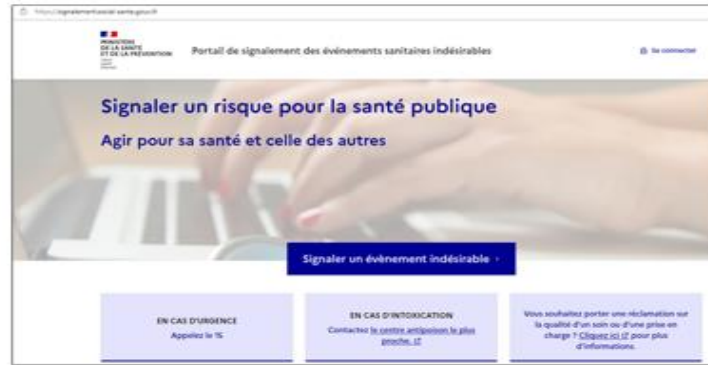 https://signalement.social-sante.gouv.fr
MINISTÈRE
DE LA SANTÉ
ET DE LA PRÉVENTION
Portail de signalement des événements sanitaires indésirables
Se connecter
Signaler un risque pour la santé publique
Agir pour sa santé et celle des autres
Signaler un évènement indésirable
EN CAS D'URGENCE
Appelez le 15
EN CAS D'INTOXICATION
Contactez le centre antipoison le plus
proche.
Vous souhaitez porter une réclamation sur
la qualité d'un soin ou d'une prise en
charge ? Cliquez ici pour plus
d'informations.